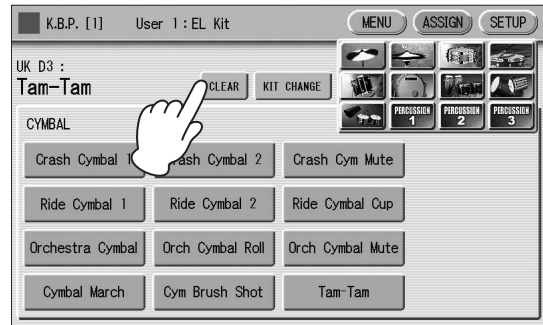 K.B.P. [1] User 1:EL Kit MENU ASSIGN SETUP
UK D3 :
Tam-Tam CLEAR KIT CHANGE
PERCUSSION 1 PERCUSSION 2 PERCUSSION 3
CYMBAL
Crash Cymbal 1 Crash Cymbal 2 Crash Cym Mute
Ride Cymbal 1 Ride Cymbal 2 Ride Cymbal Cup
Orchestra Cymbal Orch Cymbal Roll Orch Cymbal Mute
Cymbal March Cym Brush Shot Tam-Tam